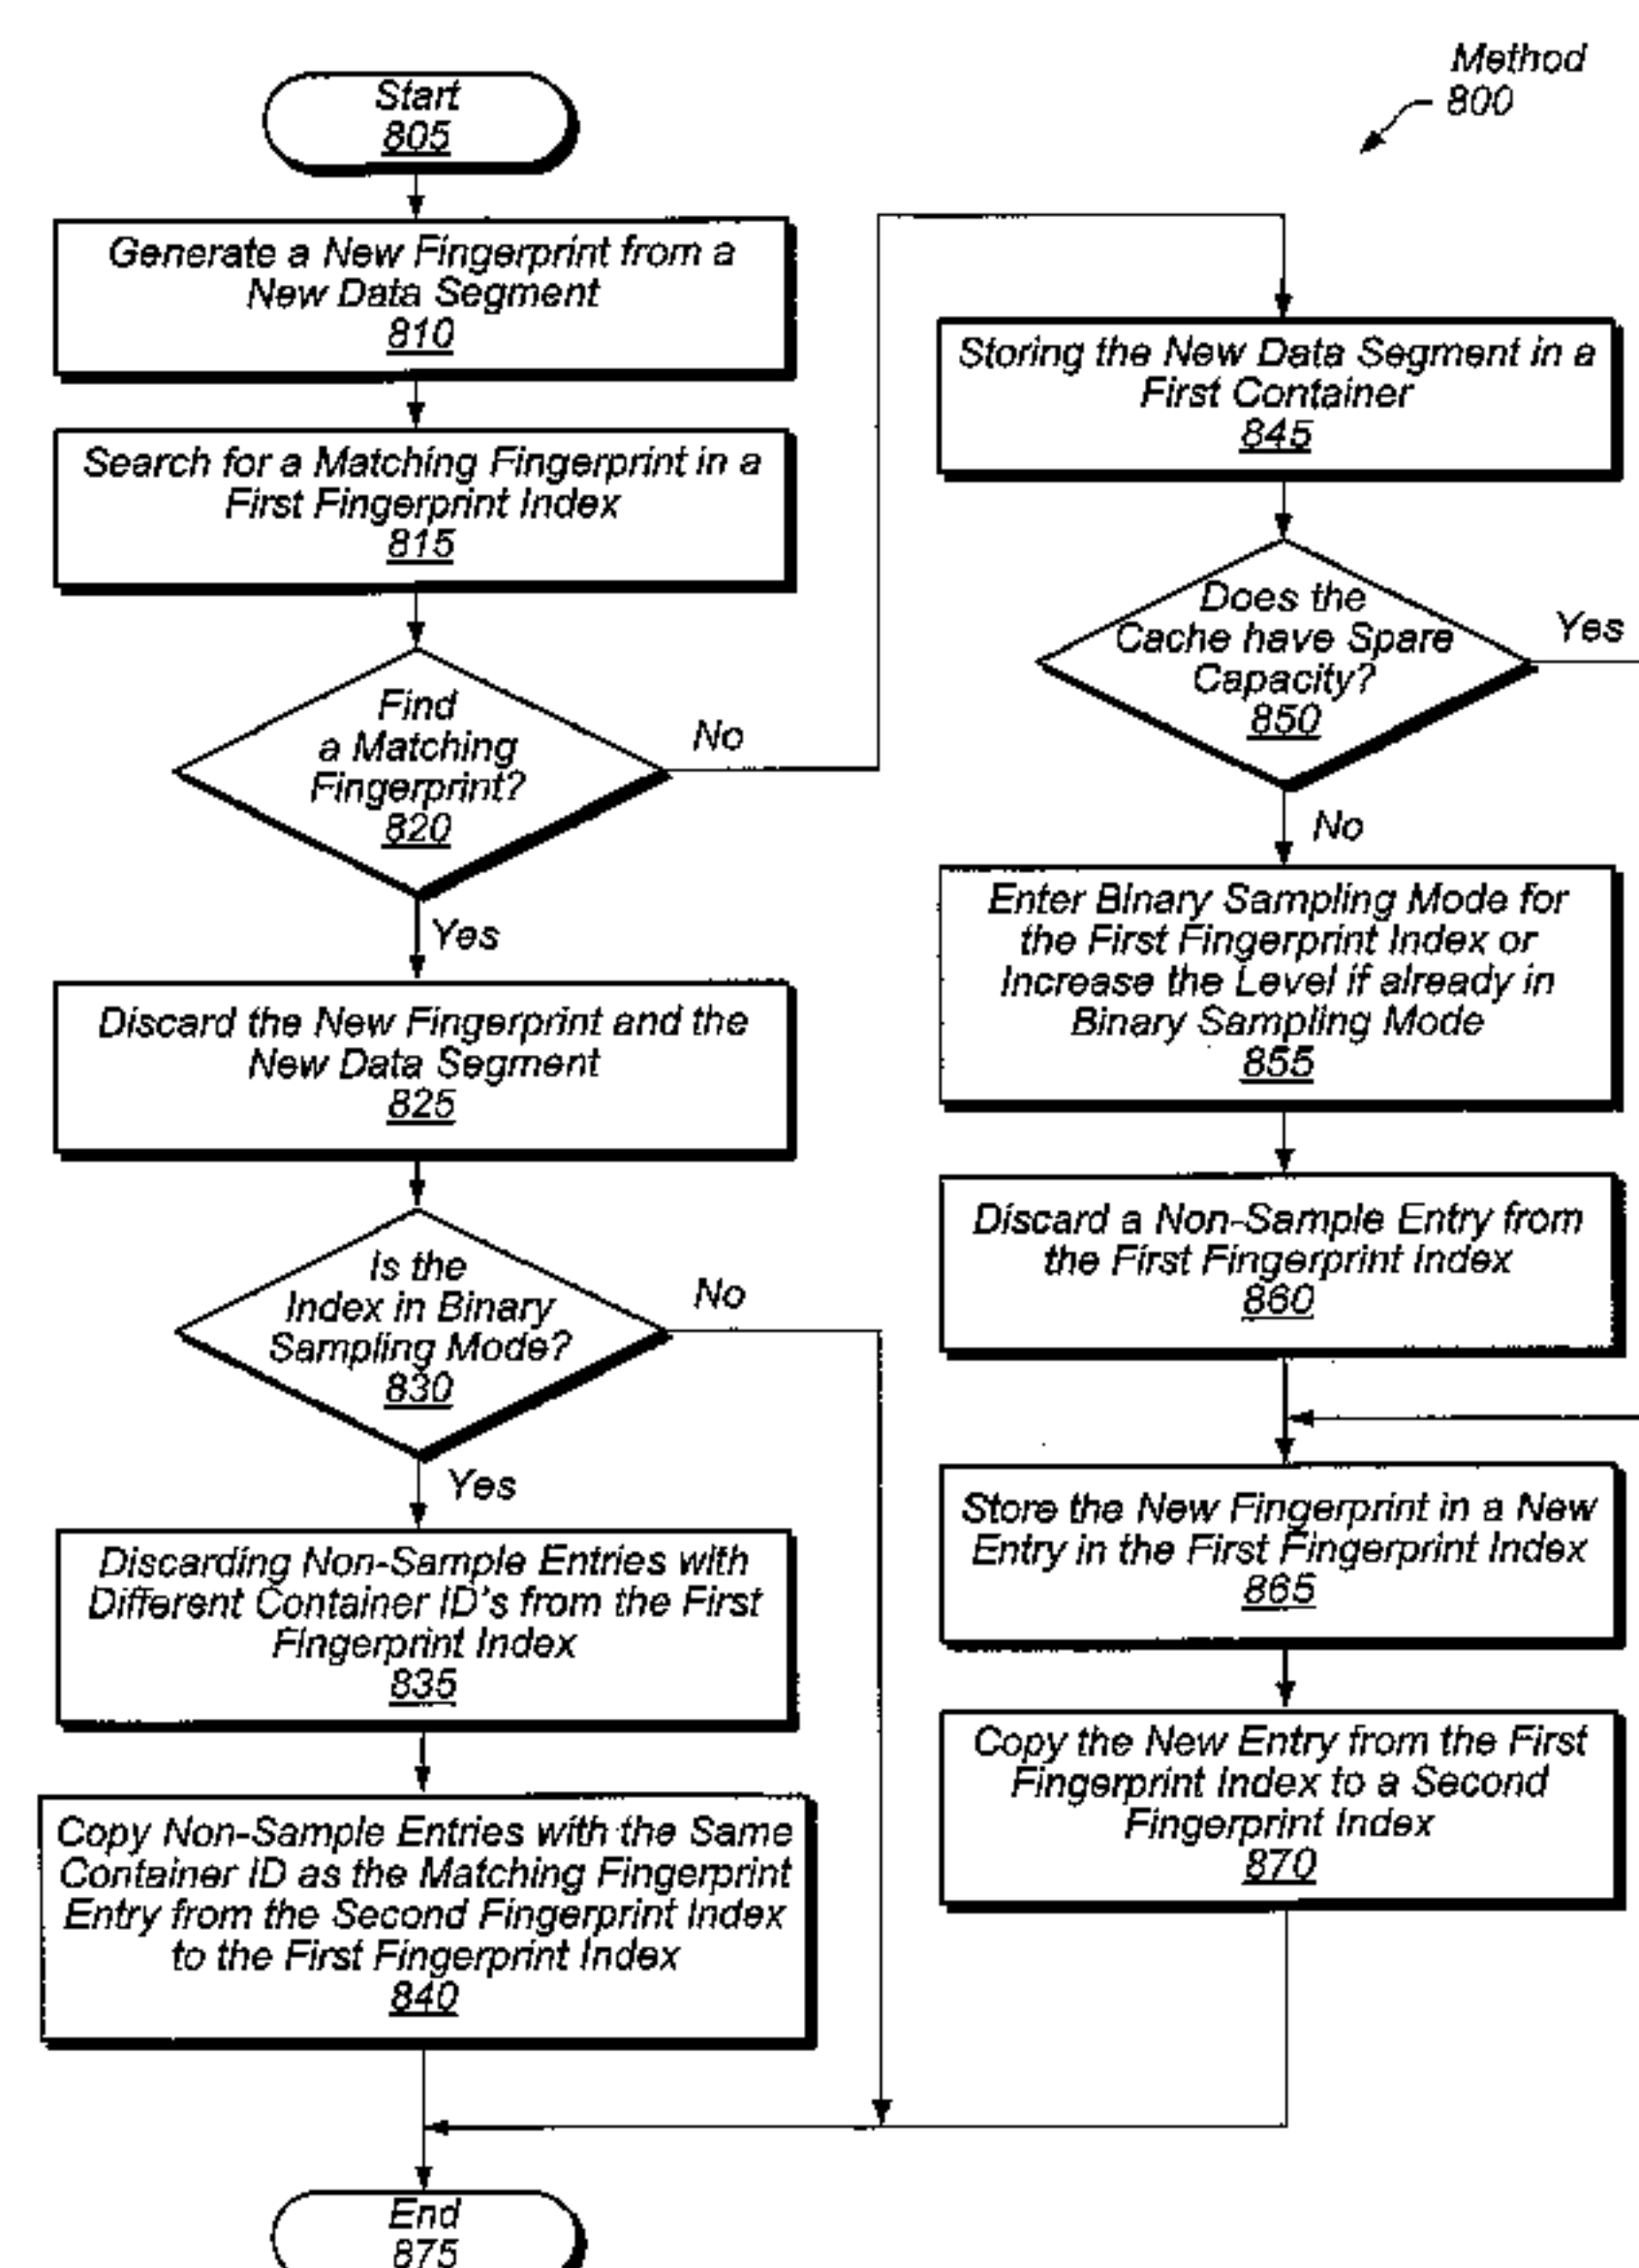 Method
800
Start
805
Generate a New Fingerprint from a
New Data Segment
810
Search for a Matching Fingerprint in a
First Fingerprint Index
815
Find
a Matching
Fingerprint?
820
No
Yes
Discard the New Fingerprint and the
New Data Segment
825
Is the
Index in Binary
Sampling Mode?
830
No
Yes
Discarding Non-Sample Entries with
Different Container ID's from the First
Fingerprint Index
835
Copy Non-Sample Entries with the Same
Container ID as the Matching Fingerprint
Entry from the Second Fingerprint Index
to the First Fingerprint Index
840
Storing the New Data Segment in a
First Container
845
Does the
Cache have Spare
Capacity?
850
Yes
No
Enter Binary Sampling Mode for
the First Fingerprint Index or
Increase the Level if already in
Binary Sampling Mode
855
Discard a Non-Sample Entry from
the First Fingerprint Index
860
Store the New Fingerprint in a New
Entry in the First Fingerprint Index
865
Copy the New Entry from the First
Fingerprint Index to a Second
Fingerprint Index
870
End
875